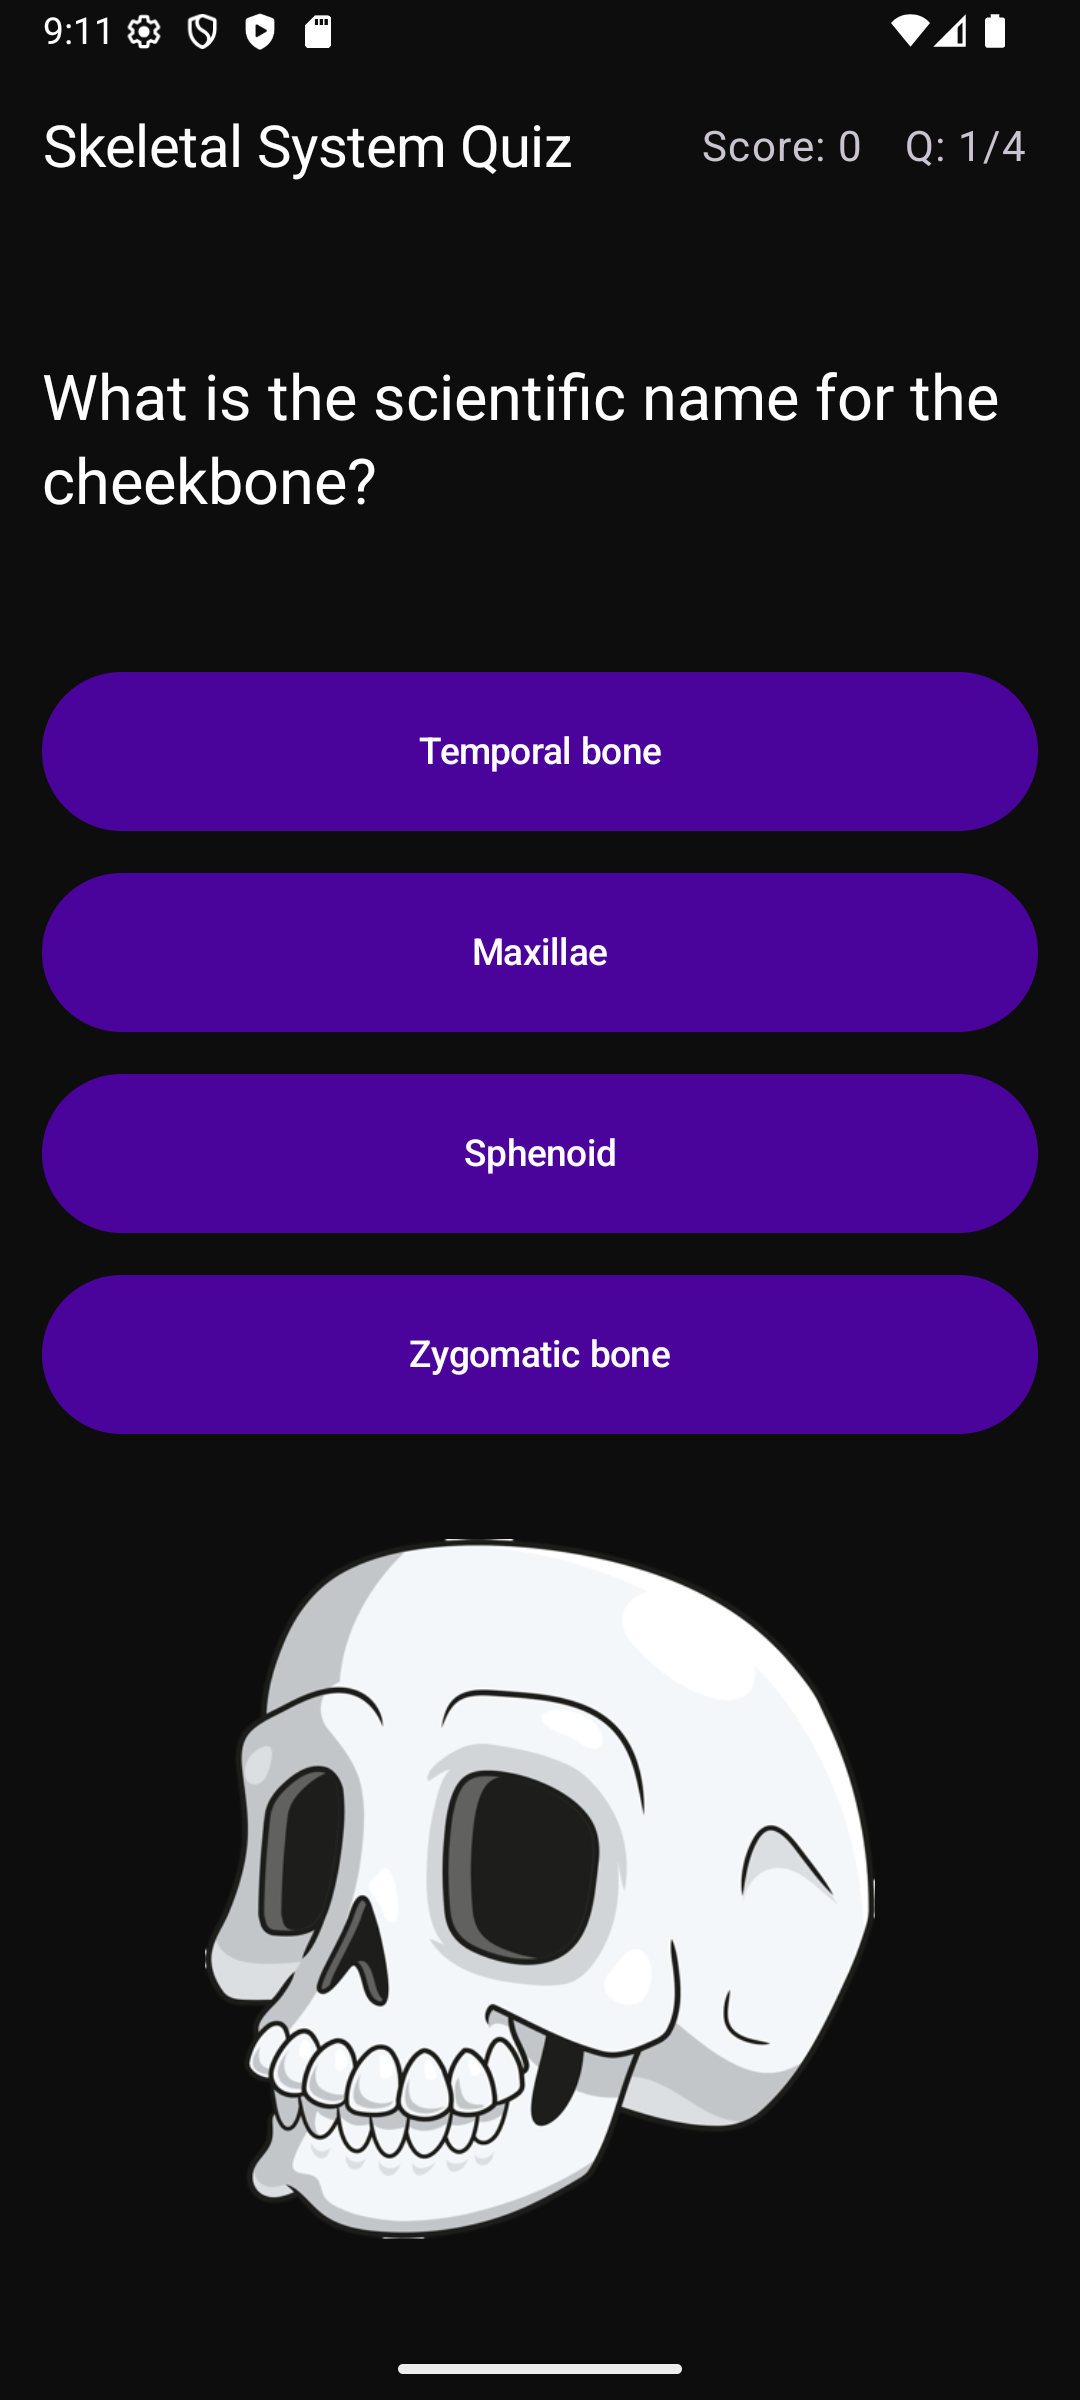 9:11
Skeletal System Quiz
Score: 0 Q: 1/4
What is the scientific name for the
cheekbone?
Temporal bone
Maxillae
Sphenoid
Zygomatic bone